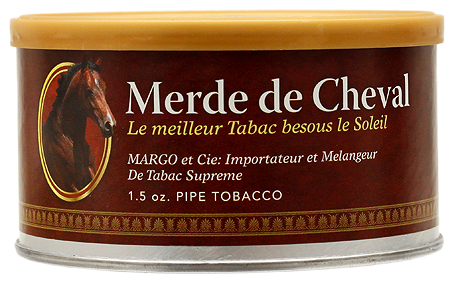 Merde de Cheval
Le meilleur Tabac besous le Soleil
MARGO et Cie: Importateur et Melangeur
De Tabac Supreme
1.5 oz. PIPE TOBACCO